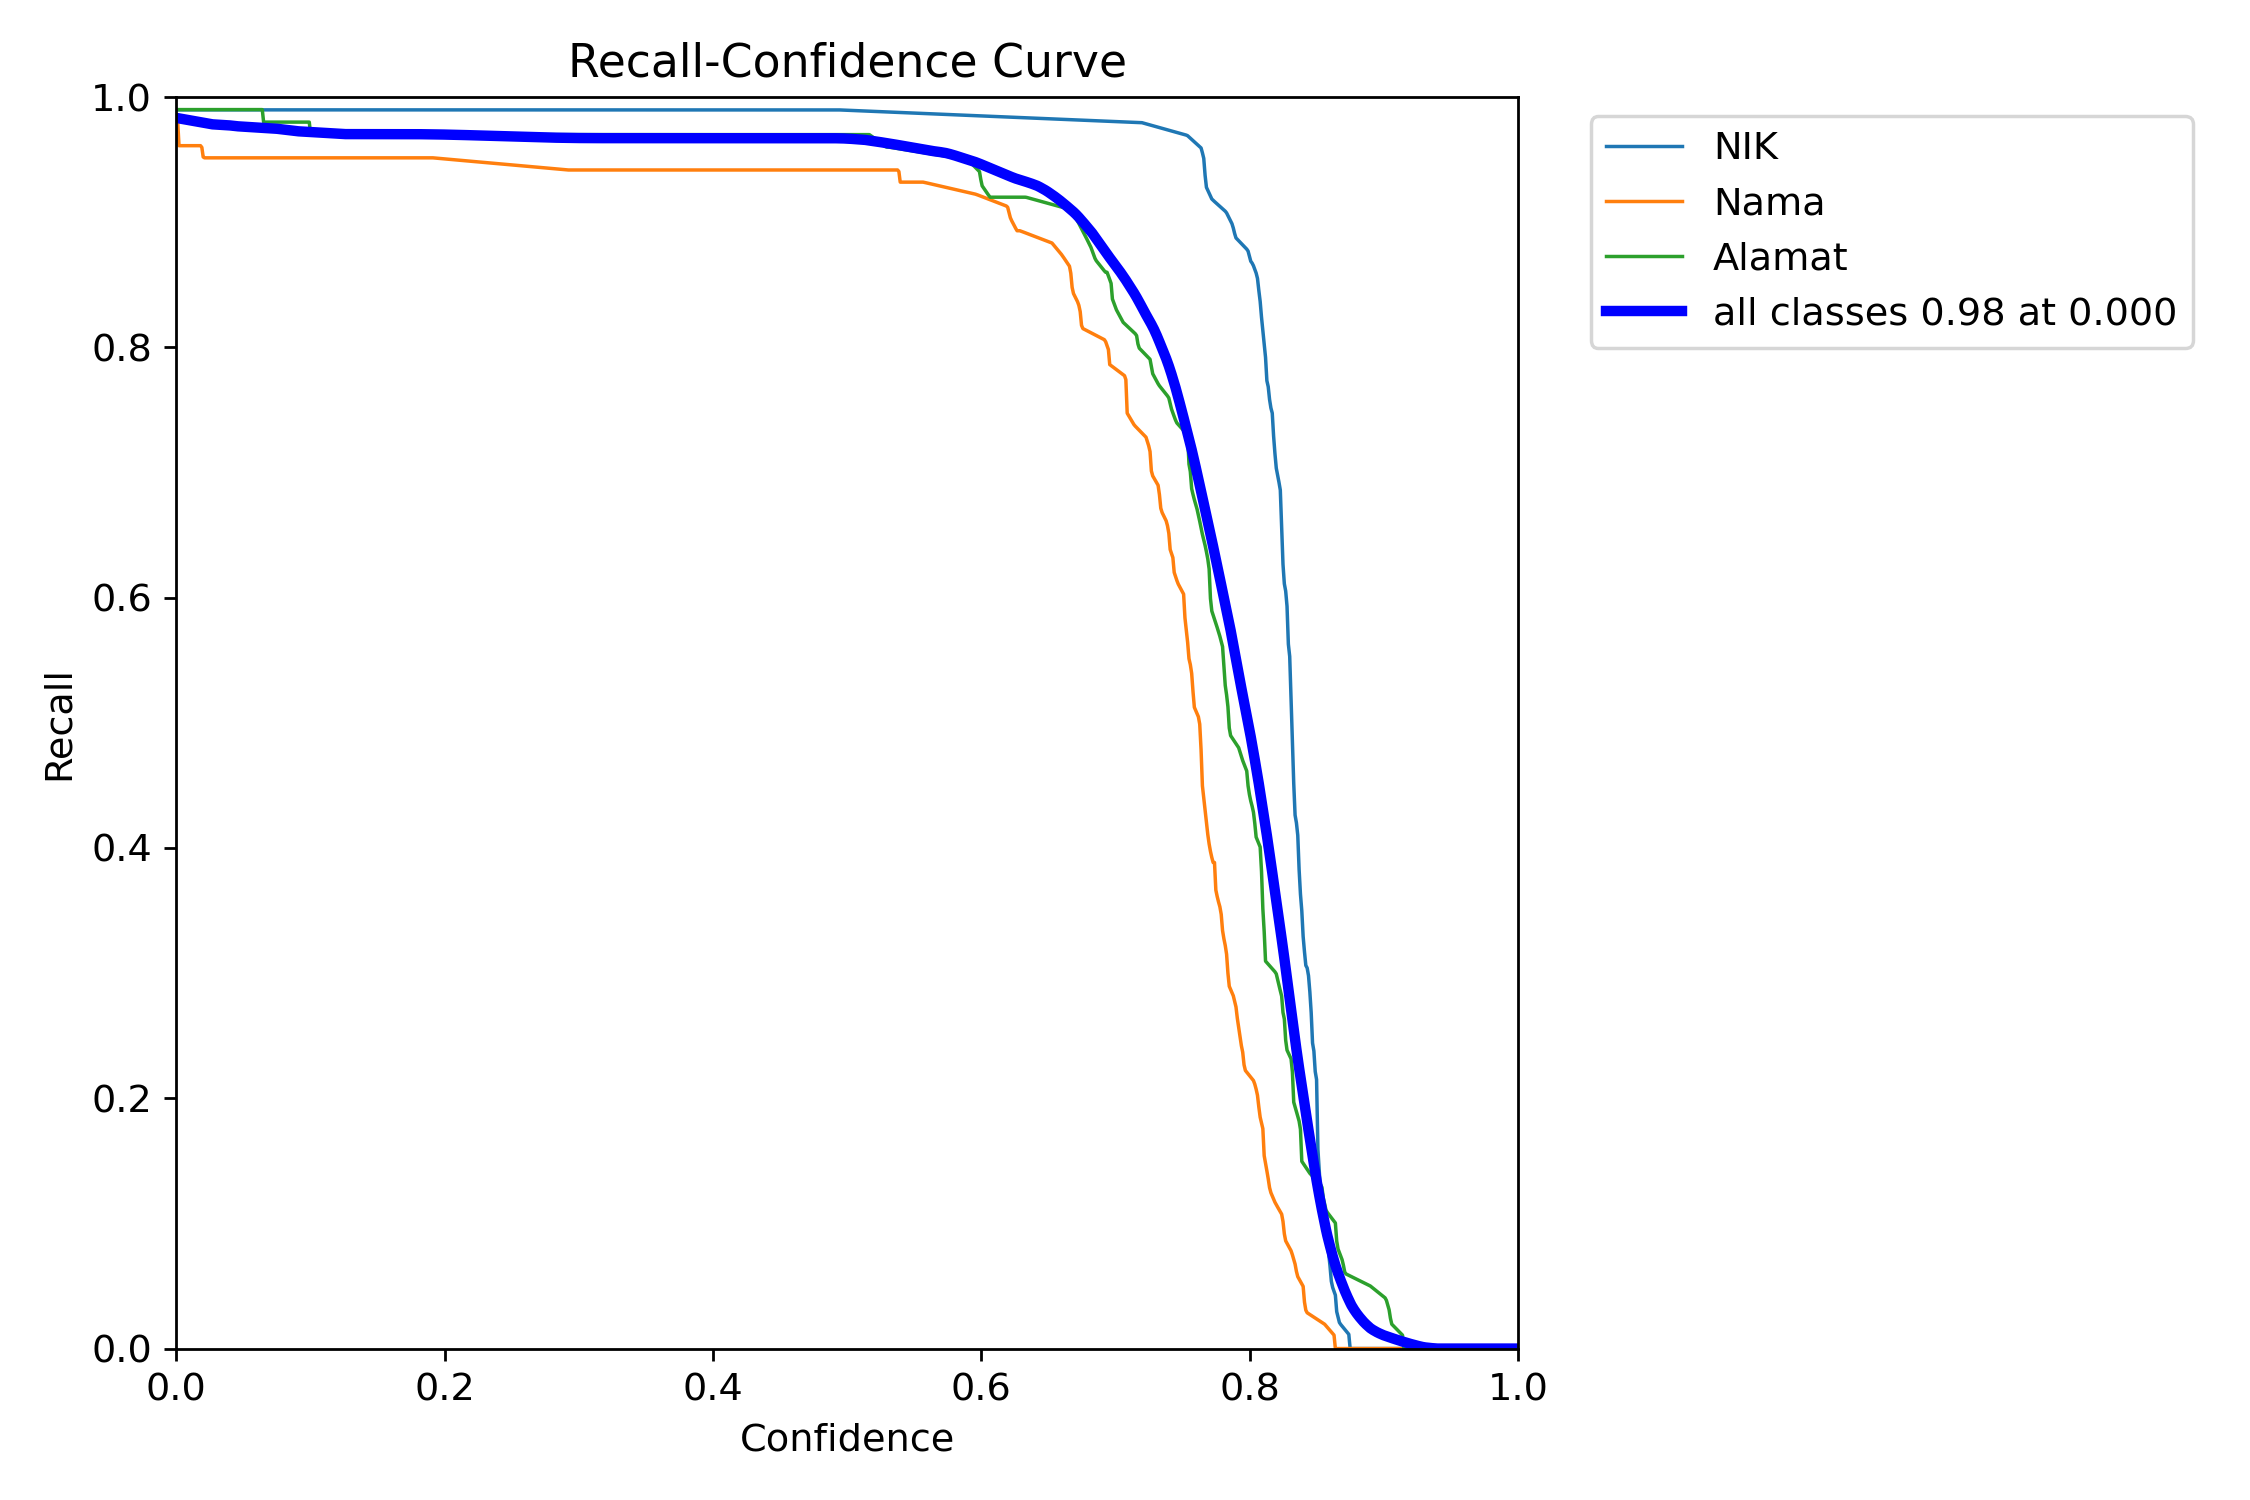 Recall-Confidence Curve
1.0
0.8
0.6
0.4
0.2
0.0
Recall
0.0 0.2 0.4 0.6 0.8 1.0
Confidence
NIK
Nama
Alamat
all classes 0.98 at 0.000